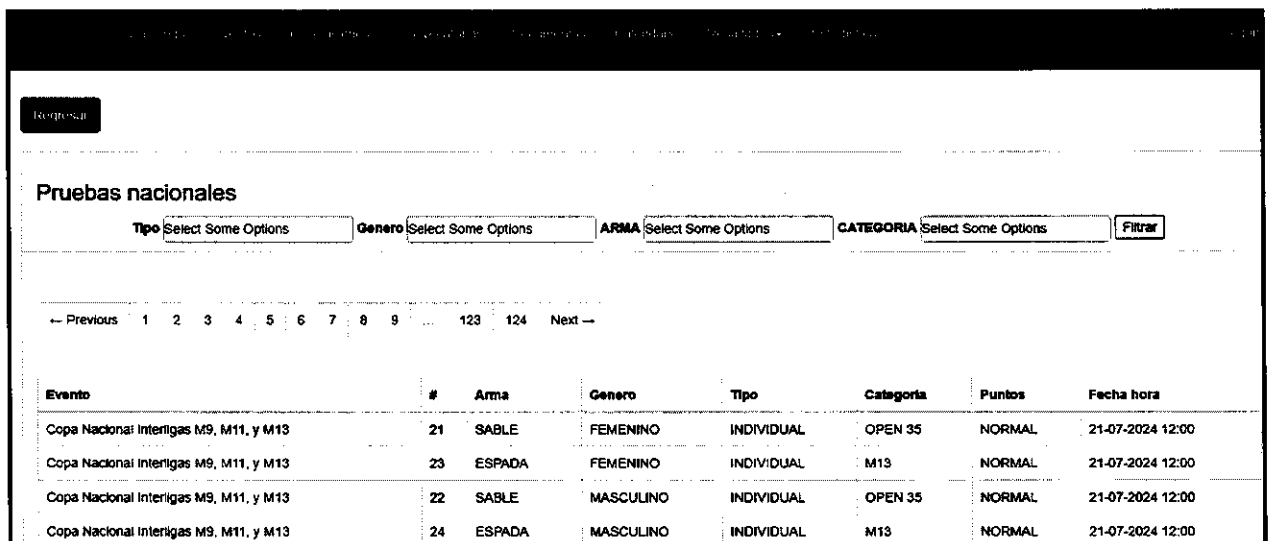 Regresar
Pruebas nacionales
Tipo Select Some Options Genero Select Some Options ARMA Select Some Options CATEGORIA Select Some Options Filtrar
← Previous 1 2 3 4 5 6 7 8 9 ... 123 124 Next →
Evento # Arma Genero Tipo Categoria Puntos Fecha hora
Copa Nacional Interligas M9, M11, y M13 21 SABLE FEMENINO INDIVIDUAL OPEN 35 NORMAL 21-07-2024 12:00
Copa Nacional Interligas M9, M11, y M13 23 ESPADA FEMENINO INDIVIDUAL M13 NORMAL 21-07-2024 12:00
Copa Nacional Interligas M9, M11, y M13 22 SABLE MASCULINO INDIVIDUAL OPEN 35 NORMAL 21-07-2024 12:00
Copa Nacional Interligas M9, M11, y M13 24 ESPADA MASCULINO INDIVIDUAL M13 NORMAL 21-07-2024 12:00